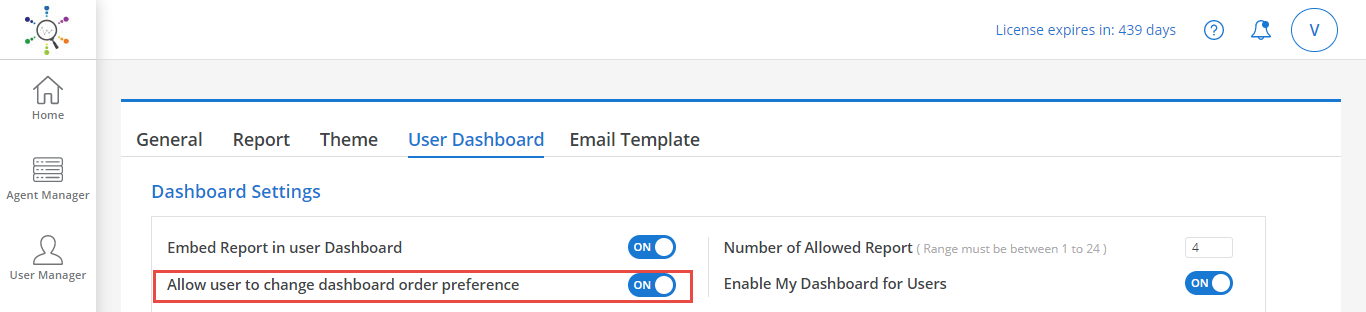 License expires in: 439 days
V
Home
Agent Manager
User Manager
General Report Theme User Dashboard Email Template
Dashboard Settings
Embed Report in user Dashboard ON
Number of Allowed Report ( Range must be between 1 to 24 ) 4
Allow user to change dashboard order preference ON
Enable My Dashboard for Users ON